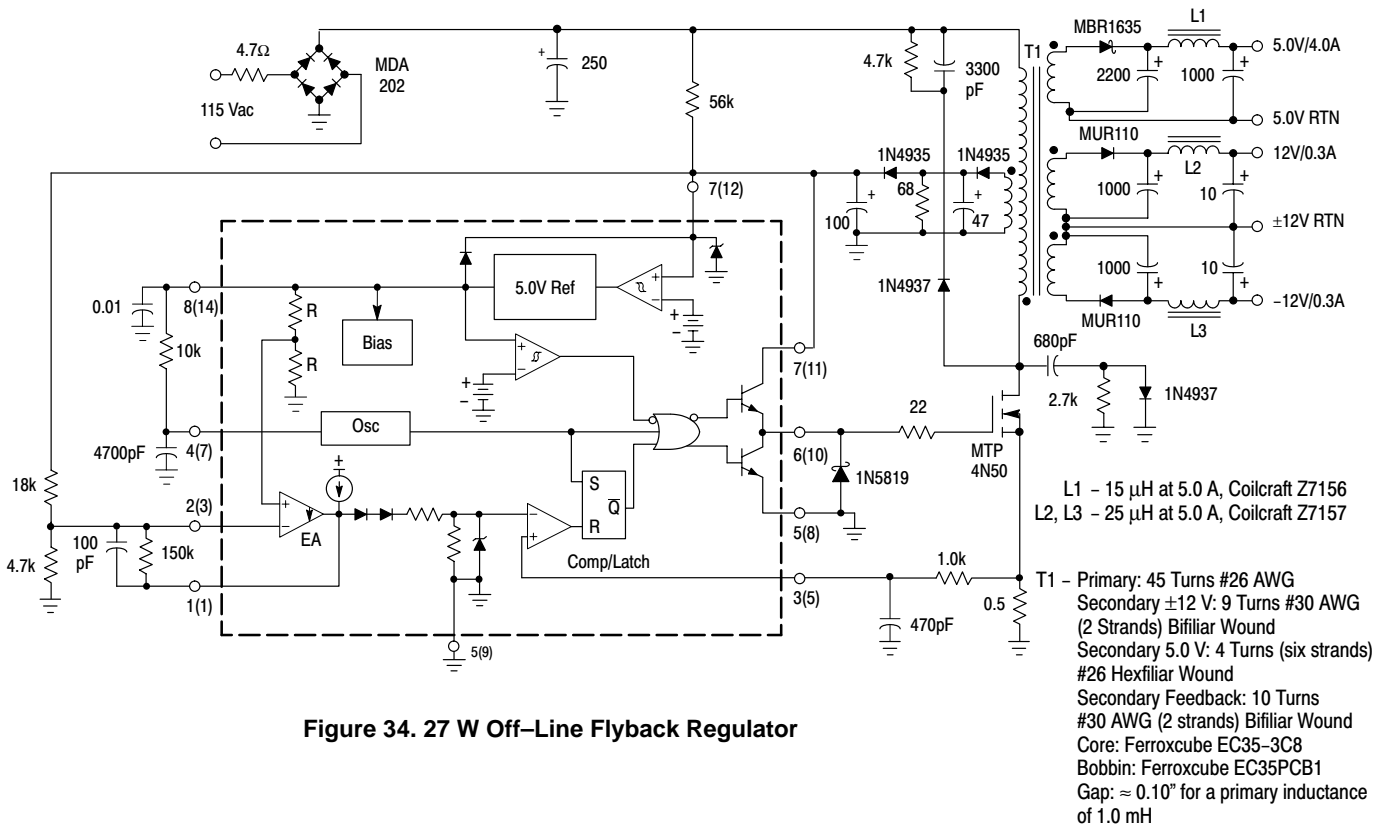 4.7Ω
MDA
202
115 Vac
+
250
4.7k
3300
pF
56k
T1
MBR1635
L1
5.0V/4.0A
2200
+
1000
+
5.0V RTN
MUR110
12V/0.3A
L2
1000
+
10
+
±12V RTN
1000
+
10
+
MUR110
L3
–12V/0.3A
1N4935
1N4935
68
100
+
47
+
7(12)
1N4937
0.01
8(14)
R
R
Bias
5.0V Ref
+
–
+
–
+
–
+
–
10k
7(11)
680pF
2.7k
1N4937
Osc
4700pF
4(7)
22
6(10)
1N5819
MTP
4N50
18k
+
S
Q
R
5(8)
2(3)
+
–
EA
–
+
Comp/Latch
100
pF
150k
4.7k
1(1)
1.0k
3(5)
470pF
0.5
5(9)
L1 – 15 μH at 5.0 A, Coilcraft Z7156
L2, L3 – 25 μH at 5.0 A, Coilcraft Z7157
T1 – Primary: 45 Turns #26 AWG
Secondary ±12 V: 9 Turns #30 AWG
(2 Strands) Bifiliar Wound
Secondary 5.0 V: 4 Turns (six strands)
#26 Hexfiliar Wound
Secondary Feedback: 10 Turns
#30 AWG (2 strands) Bifiliar Wound
Core: Ferroxcube EC35–3C8
Bobbin: Ferroxcube EC35PCB1
Gap: ≈ 0.10" for a primary inductance
of 1.0 mH
Figure 34. 27 W Off–Line Flyback Regulator